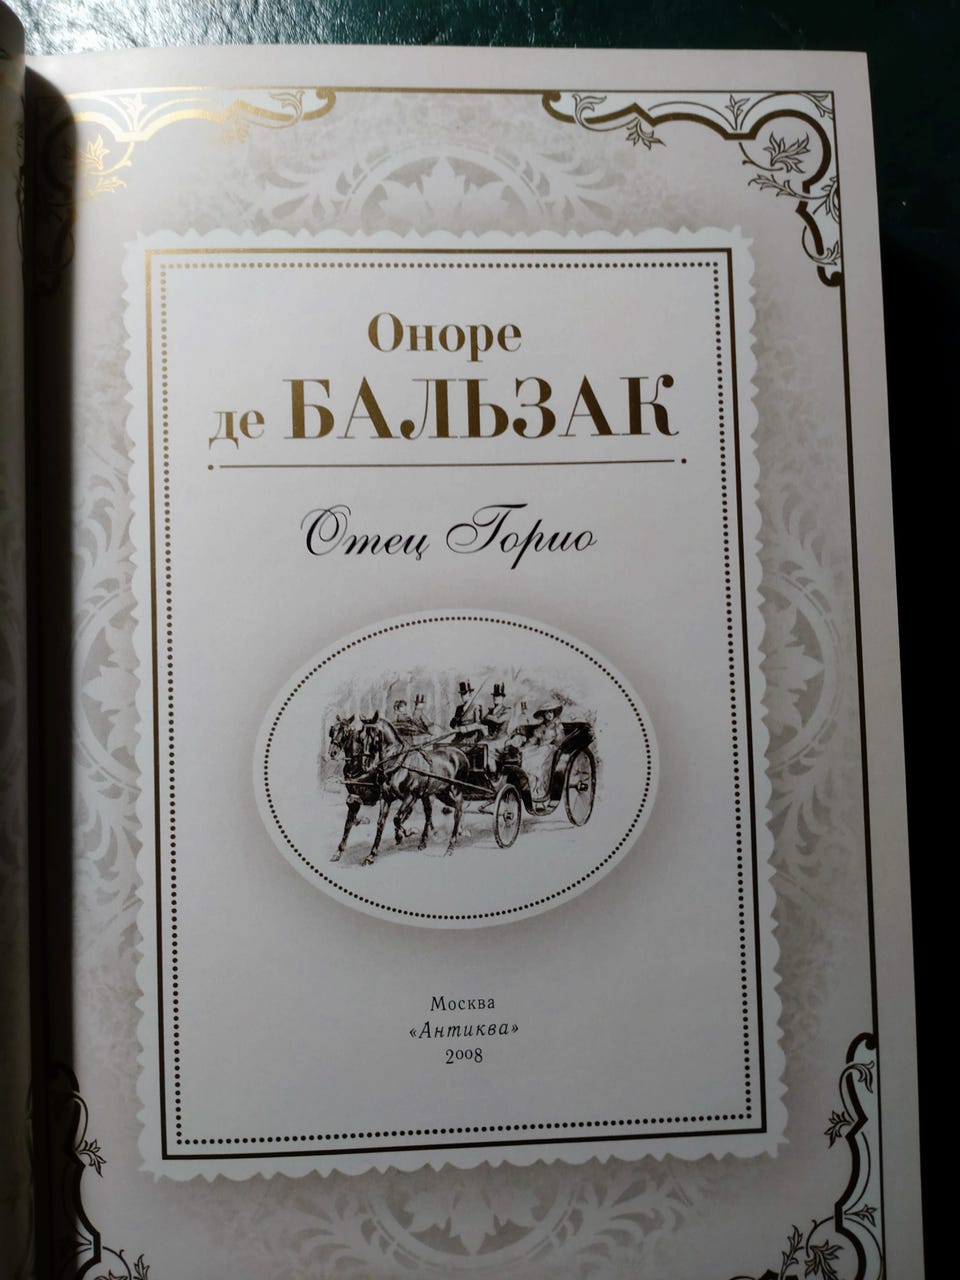 Оноре
де БАЛЬЗАК
Отец Горио
Москва
«Антиква»
2008